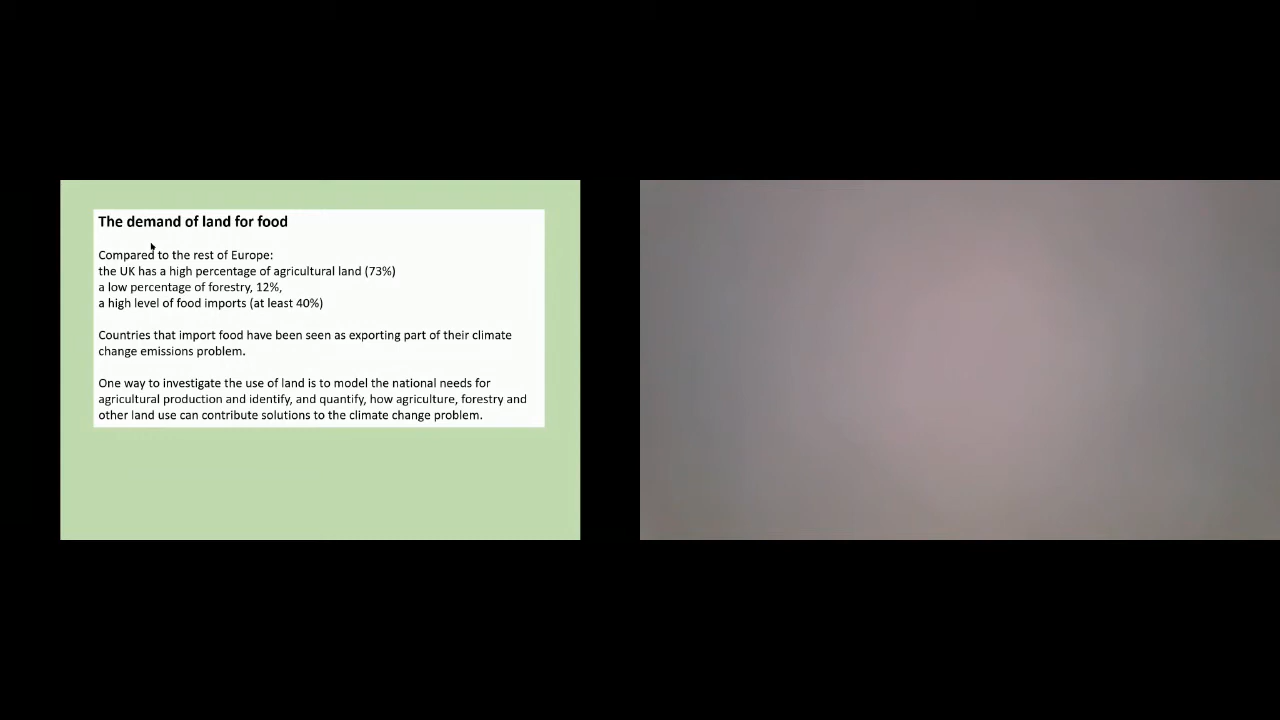 The demand of land for food
Compared to the rest of Europe:
the UK has a high percentage of agricultural land (73%)
a low percentage of forestry, 12%,
a high level of food imports (at least 40%)
Countries that import food have been seen as exporting part of their climate
change emissions problem.
One way to investigate the use of land is to model the national needs for
agricultural production and identify, and quantify, how agriculture, forestry and
other land use can contribute solutions to the climate change problem.